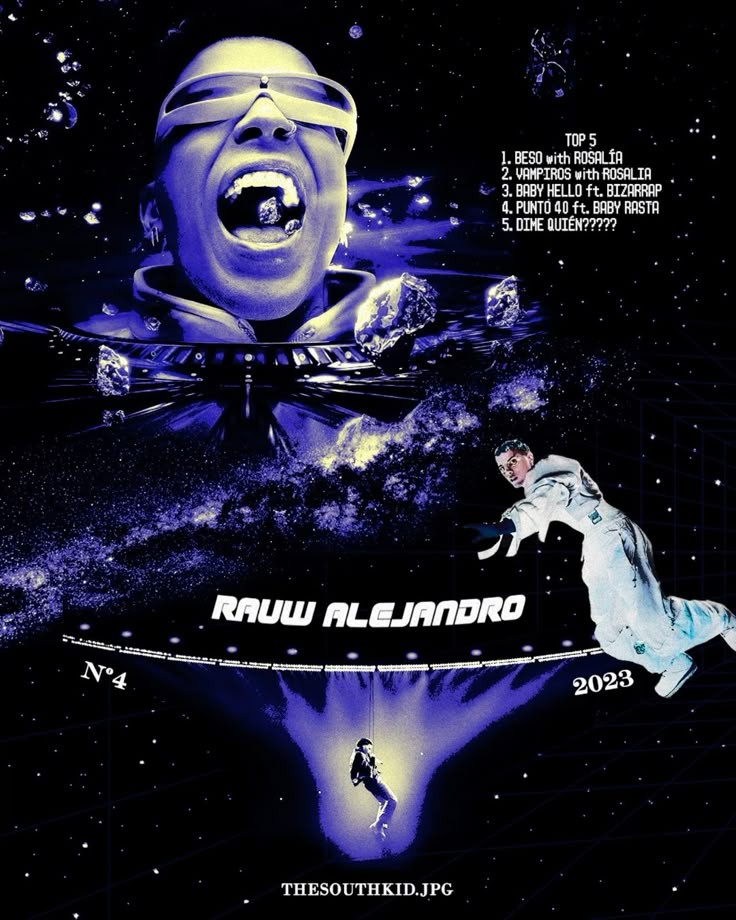 TOP 5
1. BESO with ROSALÍA
2. VAMPIROS with ROSALIA
3. BABY HELLO ft. BIZARRAP
4. PUNTO 40 ft. BABY RASTA
5. DIME QUIÉN?????
RAUW ALEJANDRO
Nº4
2023
THESOUTHKID.JPG